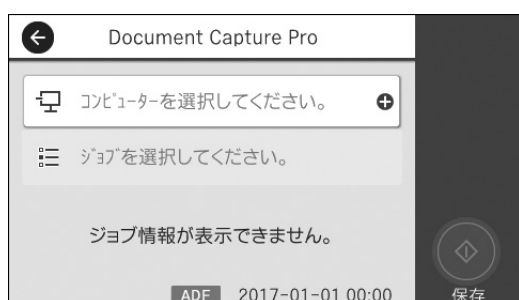 Document Capture Pro
コンピューターを選択してください。
ジョブを選択してください。
ジョブ情報が表示できません。
ADF 2017-01-01 00:00
保存